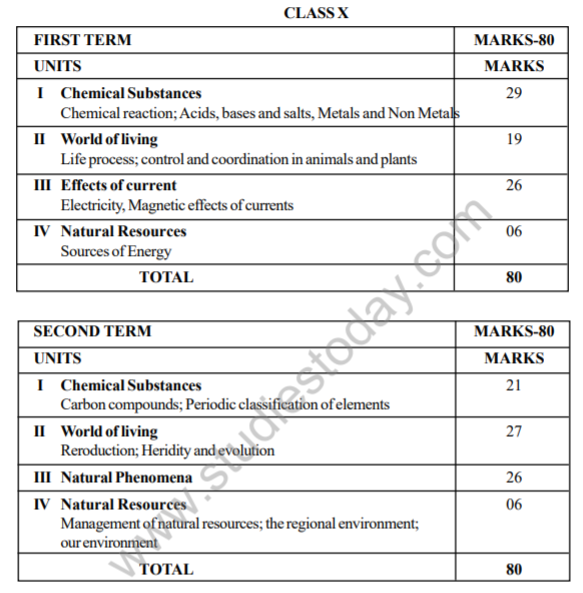 CLASS X
FIRST TERM MARKS-80
UNITS MARKS
I Chemical Substances 29
Chemical reaction; Acids, bases and salts, Metals and Non Metals
II World of living 19
Life process; control and coordination in animals and plants
III Effects of current 26
Electricity, Magnetic effects of currents
IV Natural Resources 06
Sources of Energy
TOTAL 80
SECOND TERM MARKS-80
UNITS MARKS
I Chemical Substances 21
Carbon compounds; Periodic classification of elements
II World of living 27
Reroduction; Heridity and evolution
III Natural Phenomena 26
IV Natural Resources 06
Management of natural resources; the regional environment;
our environment
TOTAL 80
www.studiestoday.com